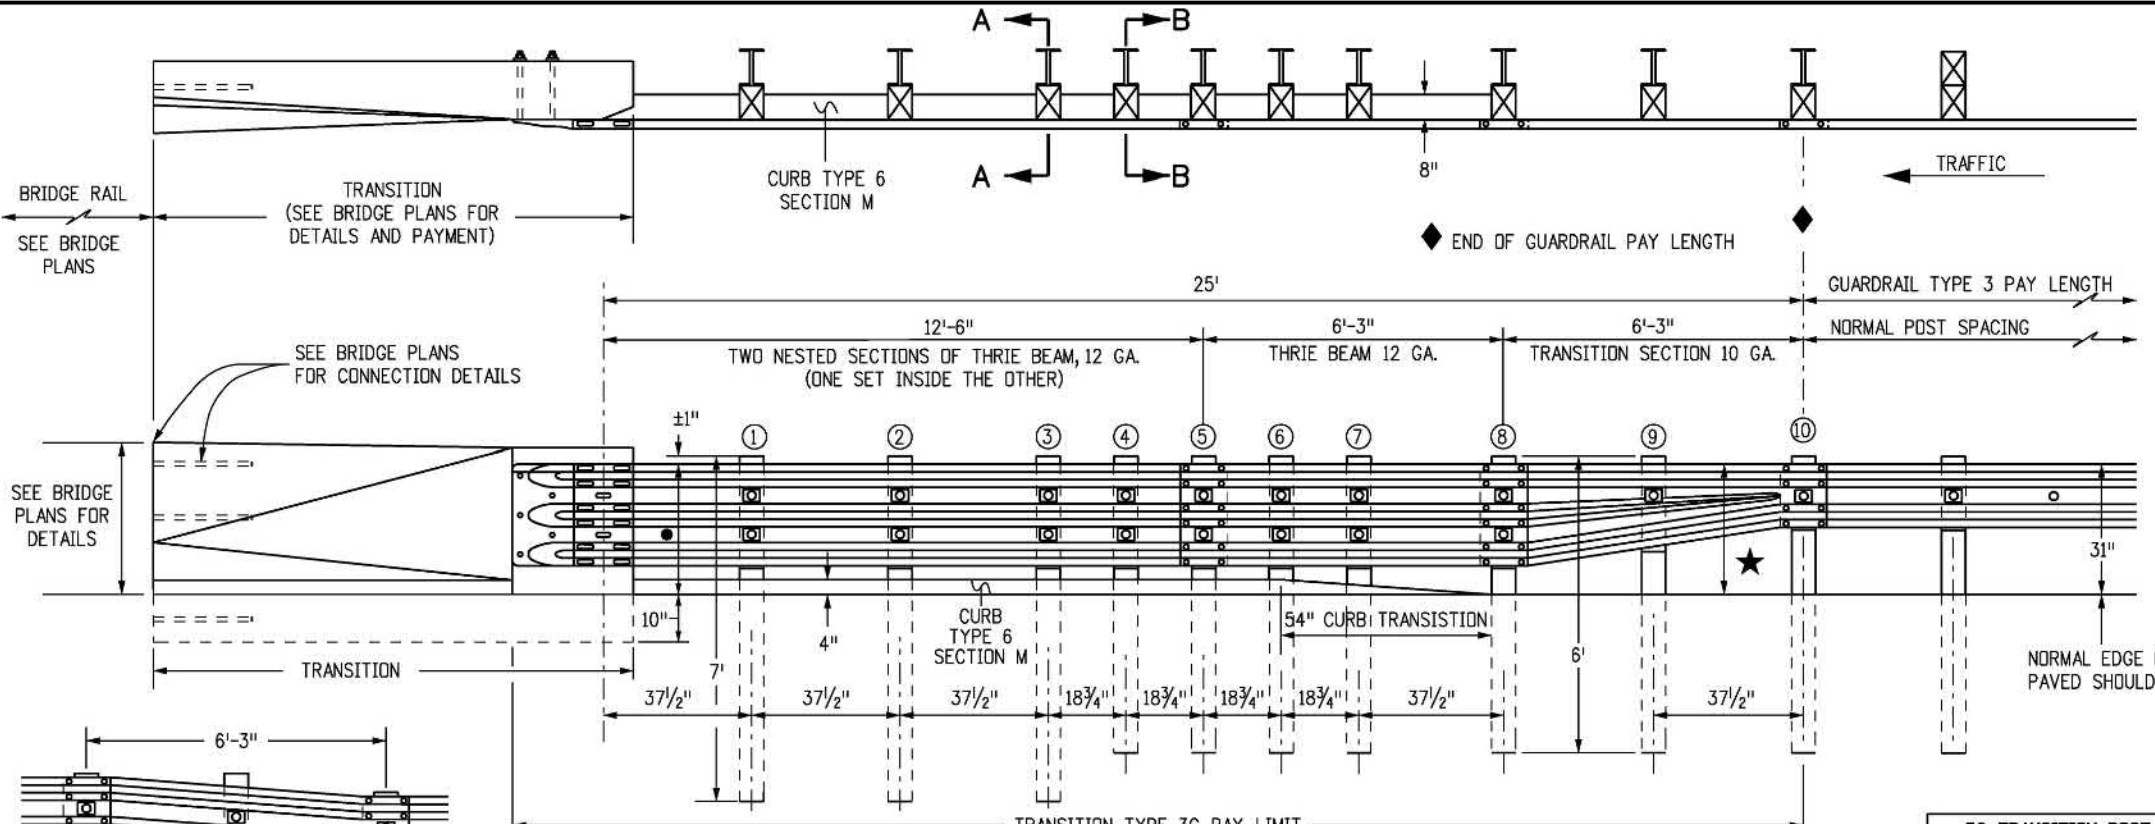 A
B
CURB TYPE 6
SECTION M
A
B
8"
TRAFFIC
BRIDGE RAIL
SEE BRIDGE
PLANS
TRANSITION
(SEE BRIDGE PLANS FOR
DETAILS AND PAYMENT)
END OF GUARDRAIL PAY LENGTH
25'
GUARDRAIL TYPE 3 PAY LENGTH
12'-6"
6'-3"
6'-3"
NORMAL POST SPACING
TWO NESTED SECTIONS OF THRIE BEAM, 12 GA.
(ONE SET INSIDE THE OTHER)
THRIE BEAM 12 GA.
TRANSITION SECTION 10 GA.
SEE BRIDGE PLANS
FOR CONNECTION DETAILS
±1"
1
2
3
4
5
6
7
8
9
10
SEE BRIDGE
PLANS FOR
DETAILS
31"
10"
4"
CURB
TYPE 6
SECTION M
54" CURB TRANSISTION
TRANSITION
7'
6'
NORMAL EDGE
PAVED SHOULD
37½"
37½"
37½"
18¾"
18¾"
18¾"
18¾"
37½"
37½"
6'-3"
TRANSITION TYPE 3G PAY LIMIT